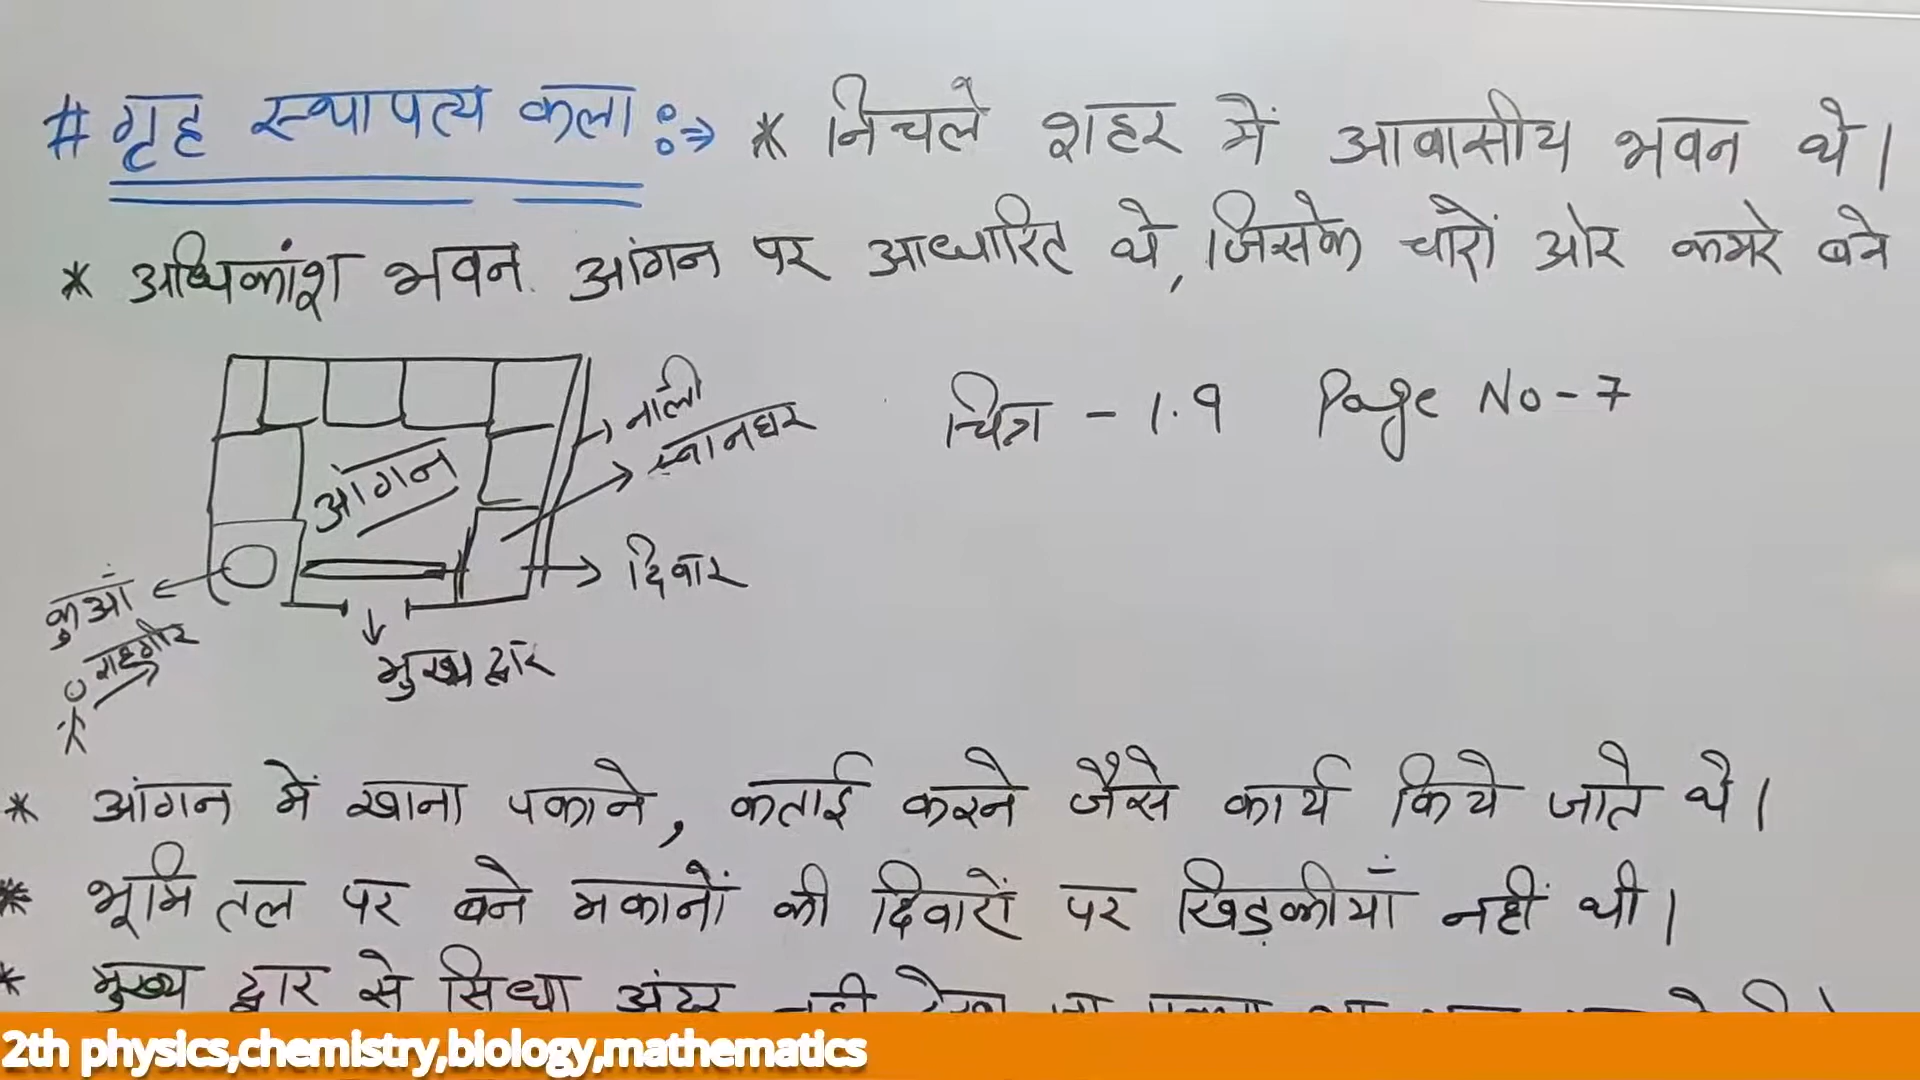 # गृह स्थापत्य कला :⇒ * निचले शहर में आवासीय भवन थे।
* अधिकांश भवन आंगन पर आधारित थे, जिसके चारों ओर कमरे बने
नाली
स्नानघर
चित्र - 1.9 Page No - 7
आंगन
दिवार
कुआं
राहगीर
मुख्य द्वार
* आंगन में खाना पकाने, कताई करने जैसे कार्य किये जाते थे।
* भूमि तल पर बने मकानों की दिवारों पर खिड़कीयाँ नहीं थी।
* मुख्य द्वार से सिधा अंदर नहीं देखा जा
2th physics,chemistry,biology,mathematics